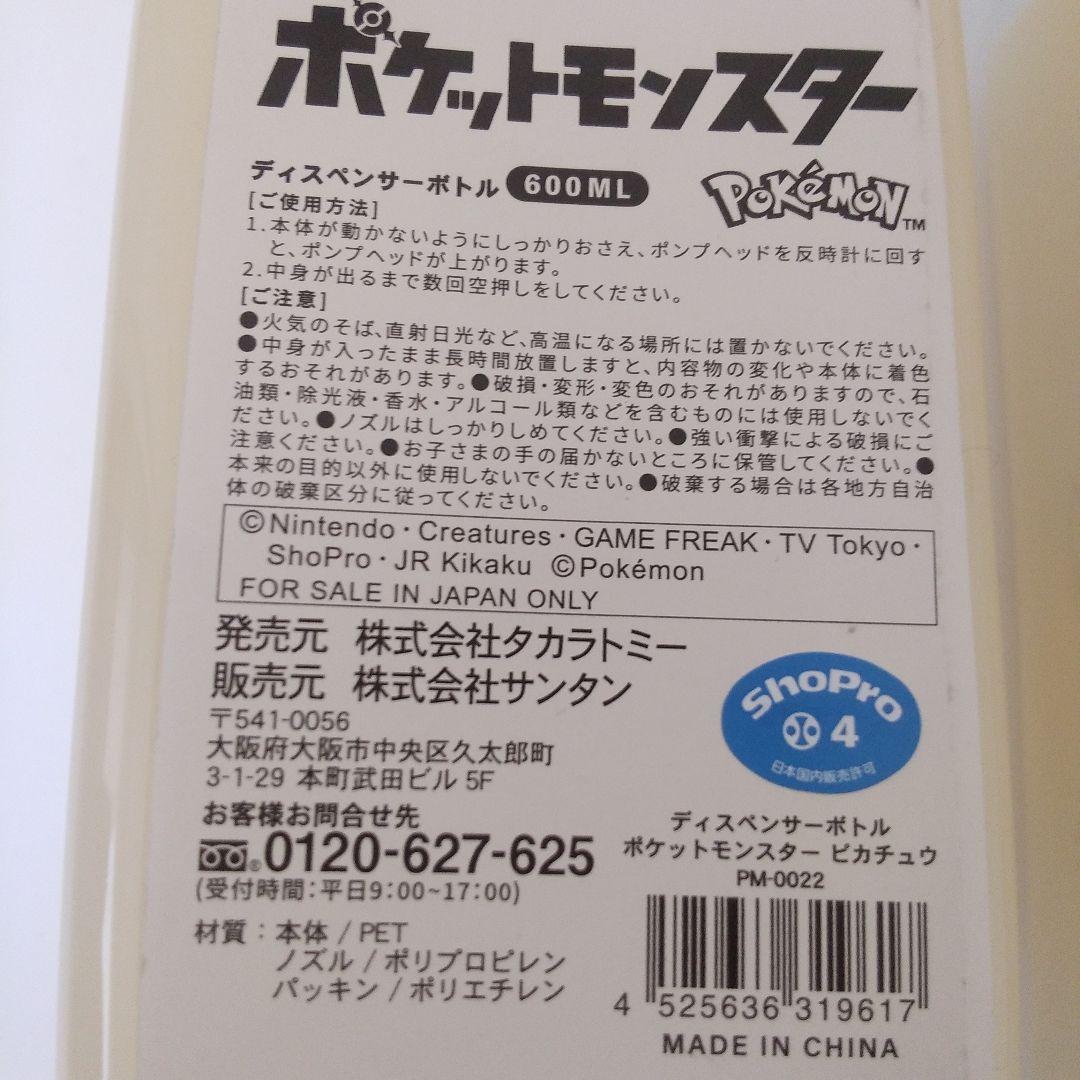 ポケットモンスター
ディスペンサーボトル 600ML
POKéMON™
[ご使用方法]
1.本体が動かないようにしっかりおさえ、ポンプヘッドを反時計に回す
と、ポンプヘッドが上がります。
2.中身が出るまで数回空押しをしてください。
[ご注意]
●火気のそば、直射日光など、高温になる場所には置かないでください。
●中身が入ったまま長時間放置しますと、内容物の変化や本体に着色
するおそれがあります。●破損・変形・変色のおそれがありますので、石
油類・除光液・香水・アルコール類などを含むものには使用しないでく
ださい。●ノズルはしっかりしめてください。●強い衝撃による破損にご
注意ください。●お子さまの手の届かないところに保管してください。●
本来の目的以外に使用しないでください。●破棄する場合は各地方自治
体の破棄区分に従ってください。
©Nintendo・Creatures・GAME FREAK・TV Tokyo・
ShoPro・JR Kikaku ©Pokémon
FOR SALE IN JAPAN ONLY
発売元 株式会社タカラトミー
販売元 株式会社サンタン
〒541-0056
大阪府大阪市中央区久太郎町
3-1-29 本町武田ビル 5F
お客様お問合せ先
®0120-627-625
(受付時間:平日9:00~17:00)
材質:本体 / PET
ノズル / ポリプロピレン
パッキン / ポリエチレン
ShoPro
4
日本国内販売許可
ディスペンサーボトル
ポケットモンスター ピカチュウ
PM-0022
4 525636 319617
MADE IN CHINA